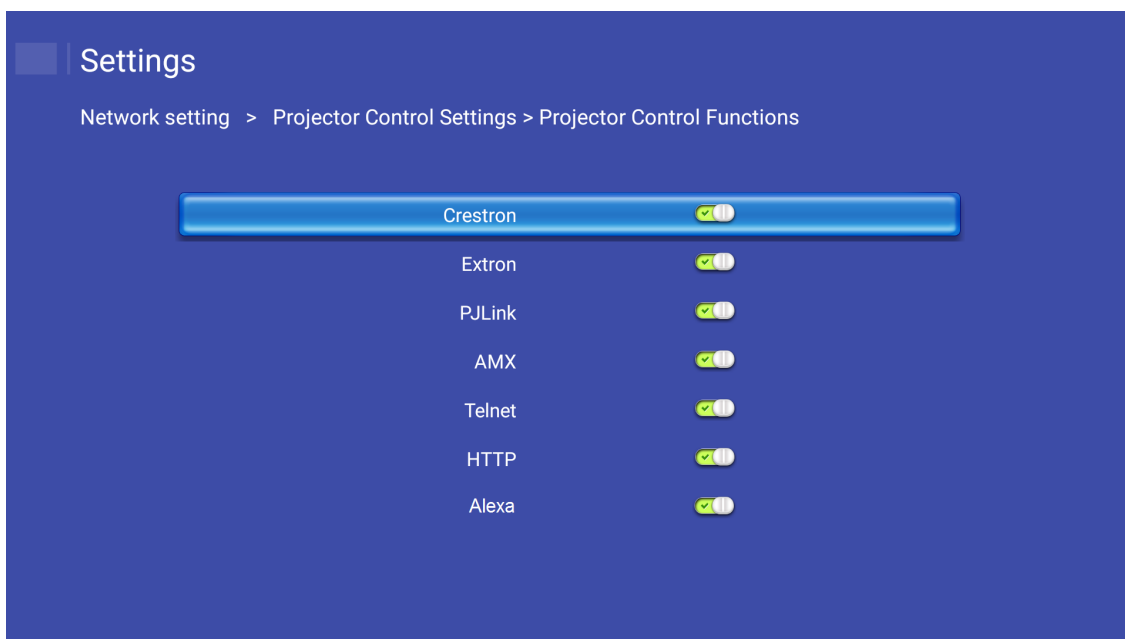 Settings
Network setting > Projector Control Settings > Projector Control Functions
Crestron
Extron
PJLink
AMX
Telnet
HTTP
Alexa